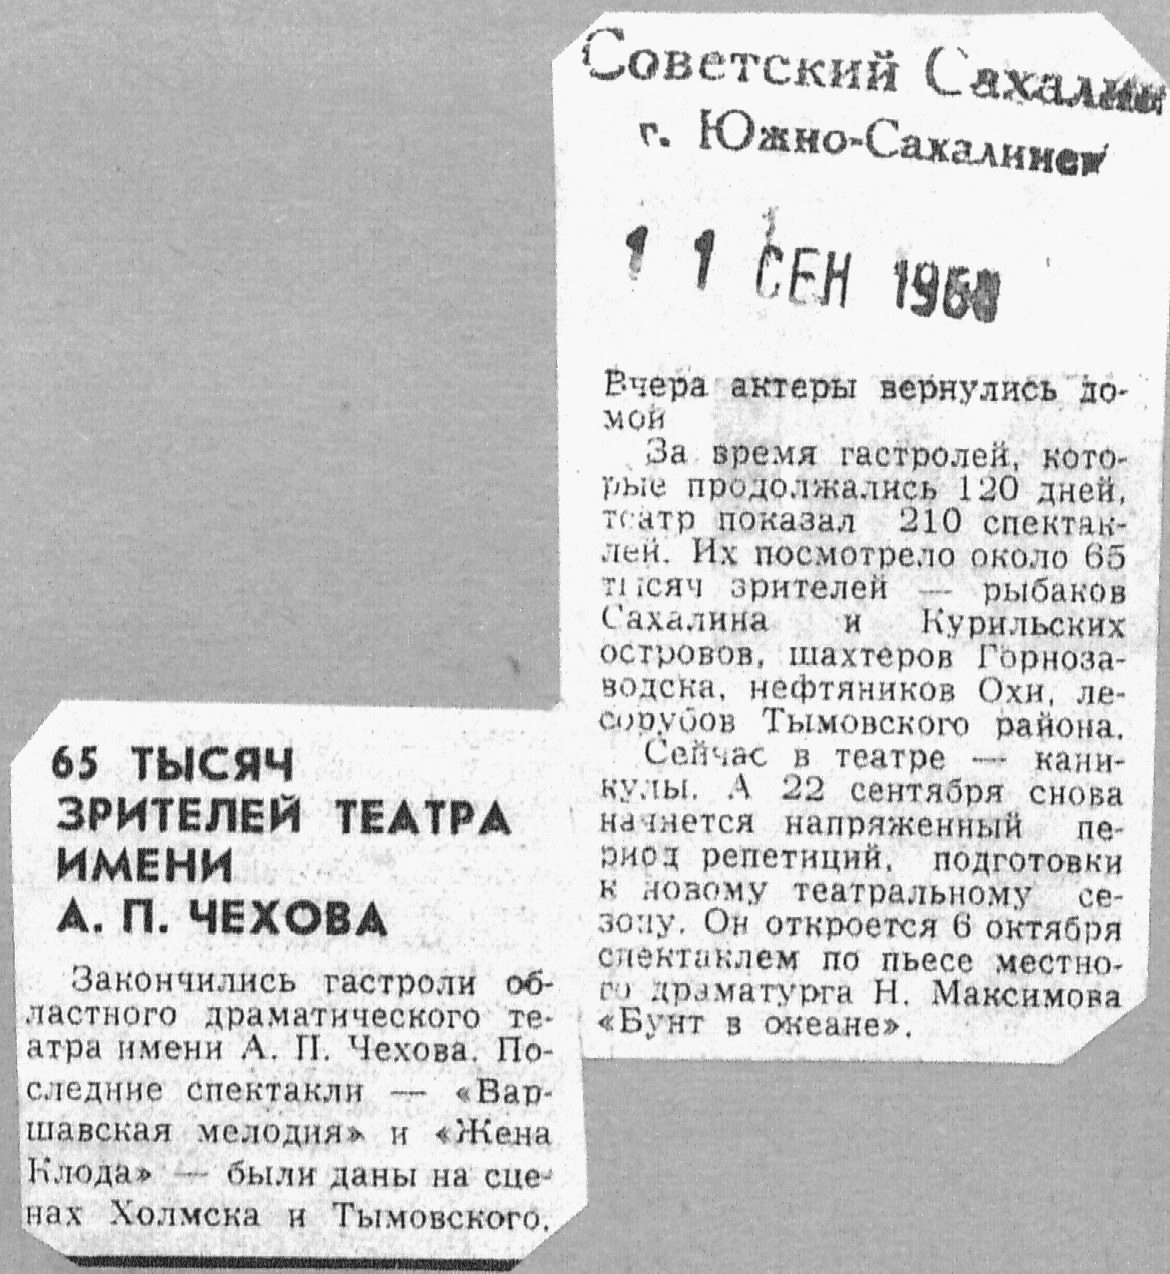 Советский Сахалин
г. Южно-Сахалинск
11 СЕН
65 ТЫСЯЧ
ЗРИТЕЛЕЙ ТЕАТРА
ИМЕНИ
А. П. ЧЕХОВА
Закончились гастроли об-
ластного драматического те-
атра имени А. П. Чехова. По-
следние спектакли — «Вар-
шавская мелодия» и «Жена
Клода» — были даны на сце-
нах Холмска и Тымовского.
Вчера актеры вернулись до-
мой
За время гастролей, кото-
рые продолжались 120 дней,
театр показал 210 спектак-
лей. Их посмотрело около 65
тысяч зрителей — рыбаков
Сахалина и Курильских
островов, шахтеров Горноза-
водска, нефтяников Охи, ле-
сорубов Тымовского района.
Сейчас в театре — кани-
кулы. А 22 сентября снова
начнется напряженный пе-
риод репетиций, подготовки
к новому театральному се-
зону. Он откроется 6 октября
спектаклем по пьесе местно-
го драматурга Н. Максимова
«Бунт в океане».